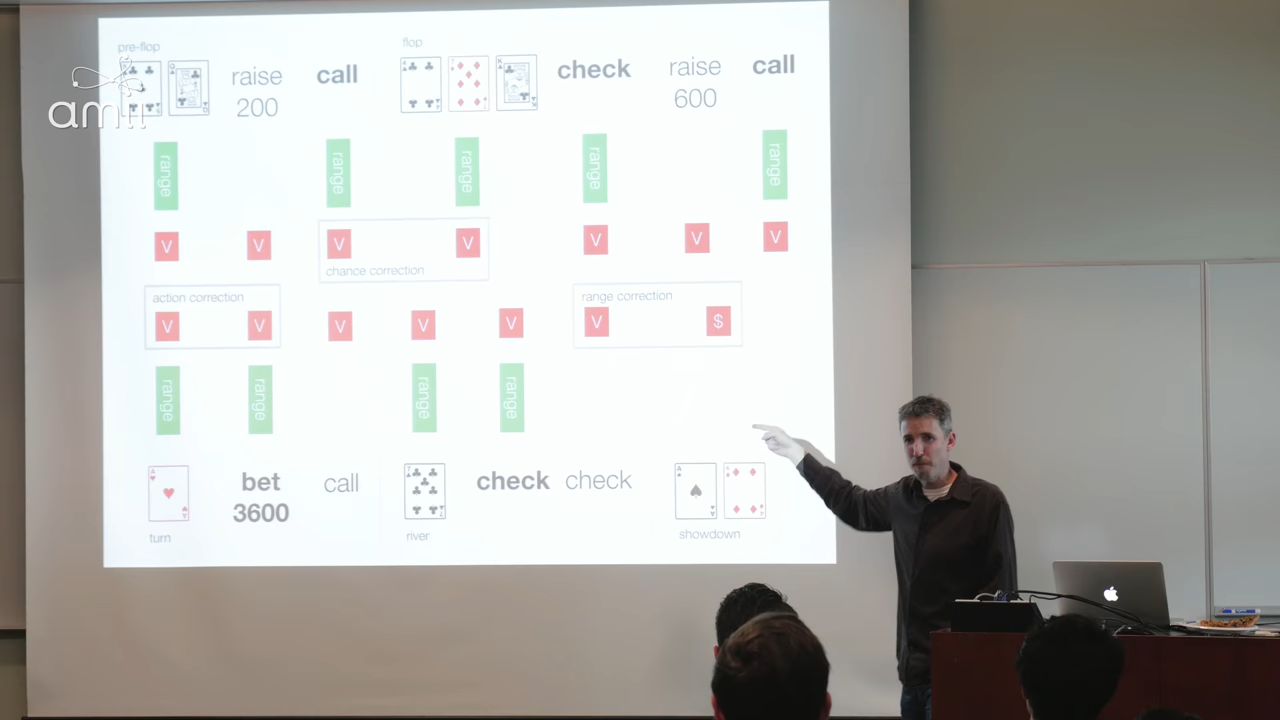 pre-flop
flop
amii
raise
200
call
check
raise
600
call
range
range
range
range
range
V
V
V
V
V
V
V
chance correction
action correction
range correction
V
V
V
V
V
V
$
range
range
range
range
bet
3600
call
check
check
turn
river
showdown